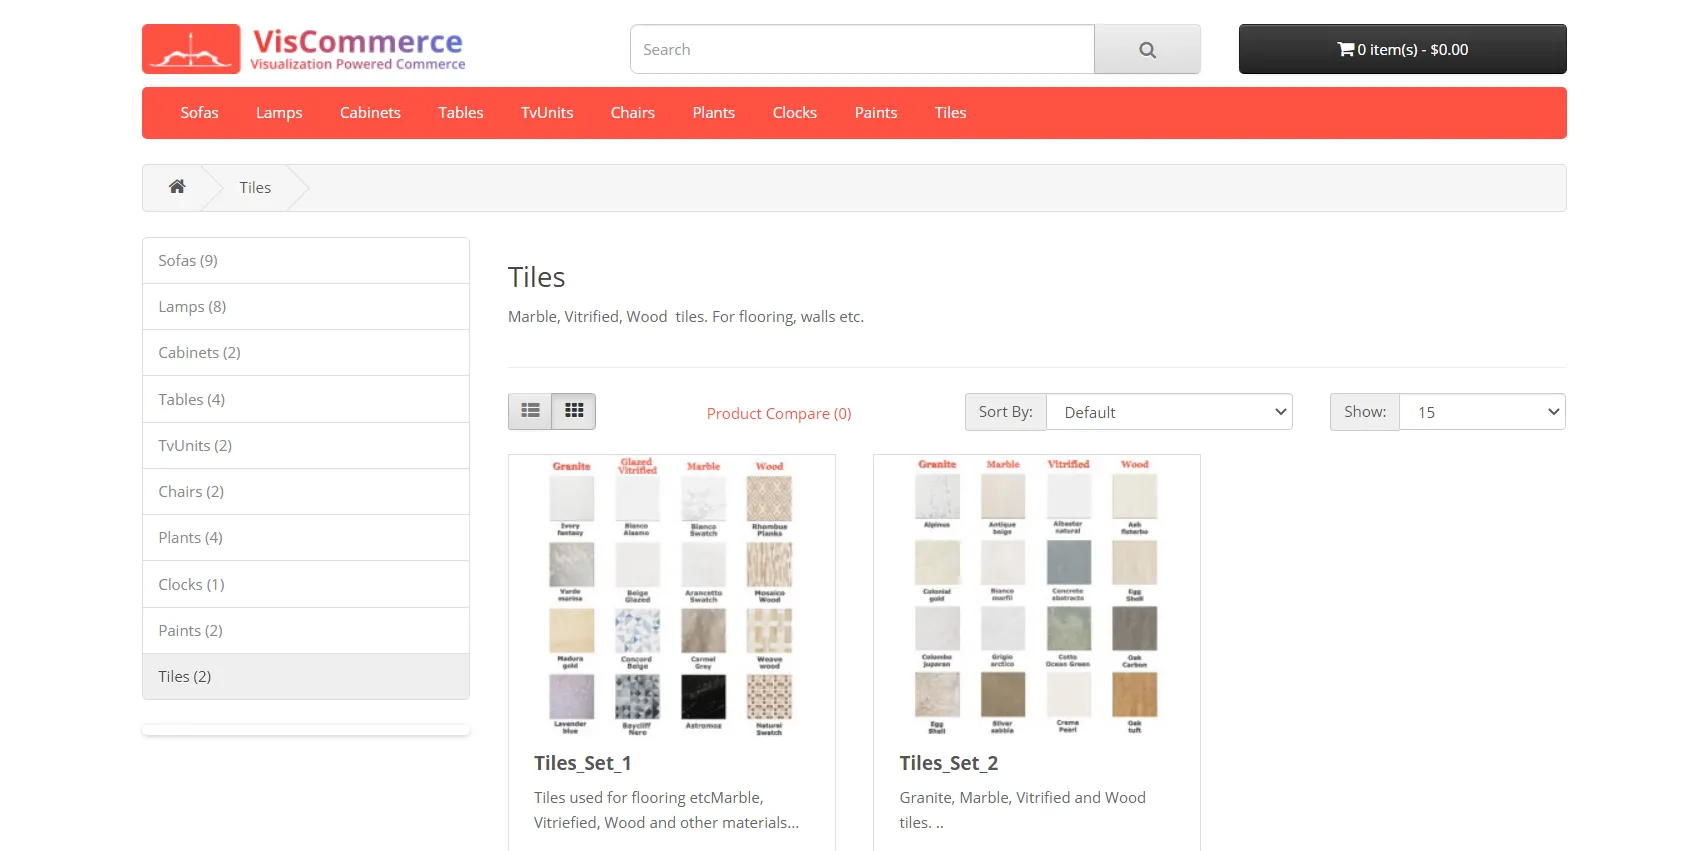 VisCommerce
Visualization Powered Commerce
Search
0 item(s) - $0.00
Sofas Lamps Cabinets Tables TvUnits Chairs Plants Clocks Paints Tiles
Tiles
Sofas (9)
Lamps (8)
Cabinets (2)
Tables (4)
TvUnits (2)
Chairs (2)
Plants (4)
Clocks (1)
Paints (2)
Tiles (2)
Tiles
Marble, Vitrified, Wood tiles. For flooring, walls etc.
Product Compare (0)
Sort By: Default
Show: 15
Granite Glazed Vitrified Marble Wood
Ivory fantasy Bianco Alasmo Bianco Swatch Rhombus Planks
Verde marina Beige Glazed Arancetto Swatch Mosaico Wood
Madura gold Concord Beige Carmel Grey Weave wood
Lavender blue Baycliff Nero Astromoz Natural Swatch
Tiles_Set_1
Tiles used for flooring etcMarble,
Vitriefied, Wood and other materials...
Granite Marble Vitrified Wood
Alpinus Antique beige Albaster natural Ash
Colonial gold Bianco marfil Concrete abstracts Egg Shell
Colombo juparan Grigio arctico Cotto Ocean Green Oak Carbon
Egg Shell Silver sabbia Crema Pearl Oak tuft
Tiles_Set_2
Granite, Marble, Vitrified and Wood
tiles. ..